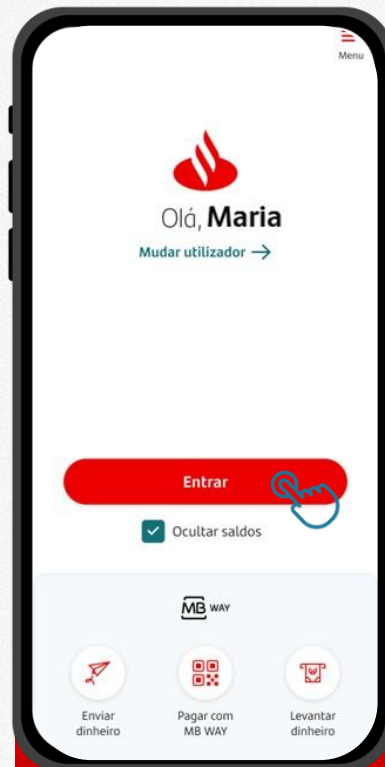 Menu
Olá, Maria
Mudar utilizador →
Entrar
Ocultar saldos
MB WAY
Enviar
dinheiro
Pagar com
MB WAY
Levantar
dinheiro